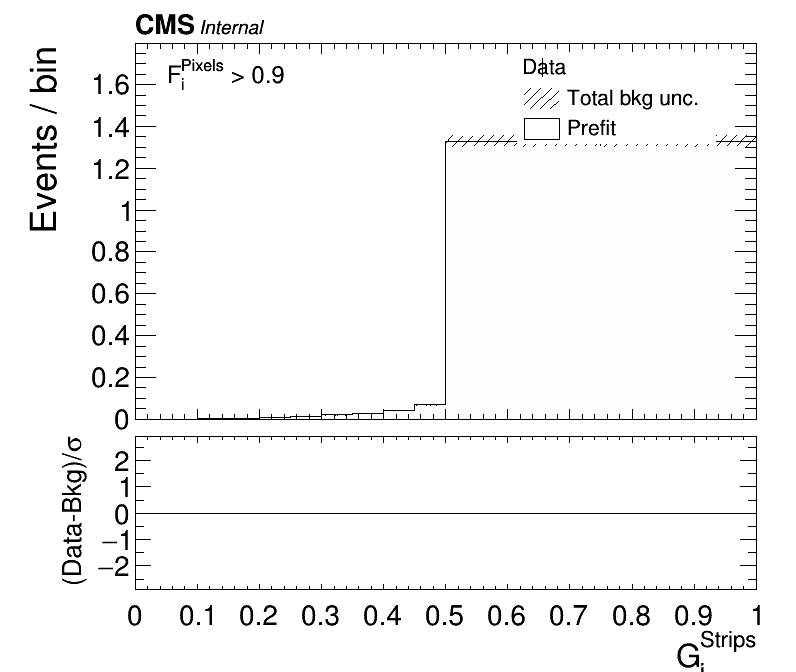 CMS Internal
F_i^Pixels > 0.9
Data
Total bkg unc.
Prefit
Events / bin
1.6
1.4
1.2
1
0.8
0.6
0.4
0.2
0
(Data-Bkg)/σ
2
1
0
−1
−2
0 0.1 0.2 0.3 0.4 0.5 0.6 0.7 0.8 0.9 1
G_i^Strips